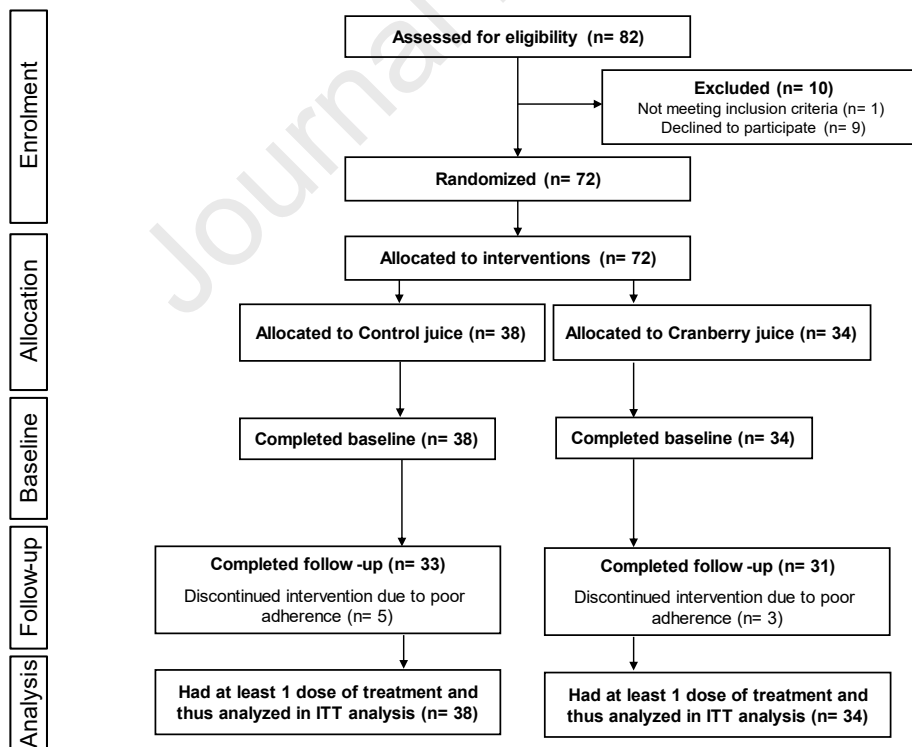 Journal
Enrolment
Assessed for eligibility (n= 82)
Excluded (n= 10)
Not meeting inclusion criteria (n= 1)
Declined to participate (n= 9)
Randomized (n= 72)
Allocation
Allocated to interventions (n= 72)
Allocated to Control juice (n= 38)
Allocated to Cranberry juice (n= 34)
Baseline
Completed baseline (n= 38)
Completed baseline (n= 34)
Follow-up
Completed follow -up (n= 33)
Discontinued intervention due to poor
adherence (n= 5)
Completed follow -up (n= 31)
Discontinued intervention due to poor
adherence (n= 3)
Analysis
Had at least 1 dose of treatment and
thus analyzed in ITT analysis (n= 38)
Had at least 1 dose of treatment and
thus analyzed in ITT analysis (n= 34)